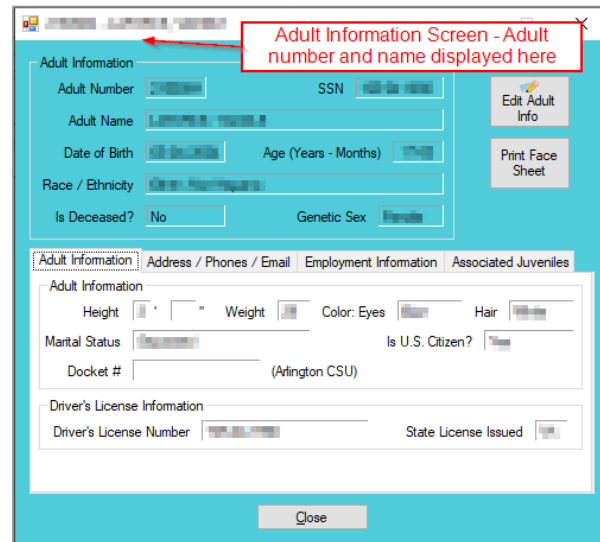 Adult Information Screen - Adult
number and name displayed here
Adult Information
Adult Number SSN
Edit Adult
Info
Adult Name
Date of Birth Age (Years - Months)
Print Face
Sheet
Race / Ethnicity
Is Deceased? No Genetic Sex
Adult Information Address / Phones / Email Employment Information Associated Juveniles
Adult Information
Height ' " Weight Color: Eyes Hair
Marital Status Is U.S. Citizen?
Docket # (Arlington CSU)
Driver's License Information
Driver's License Number State License Issued
Close